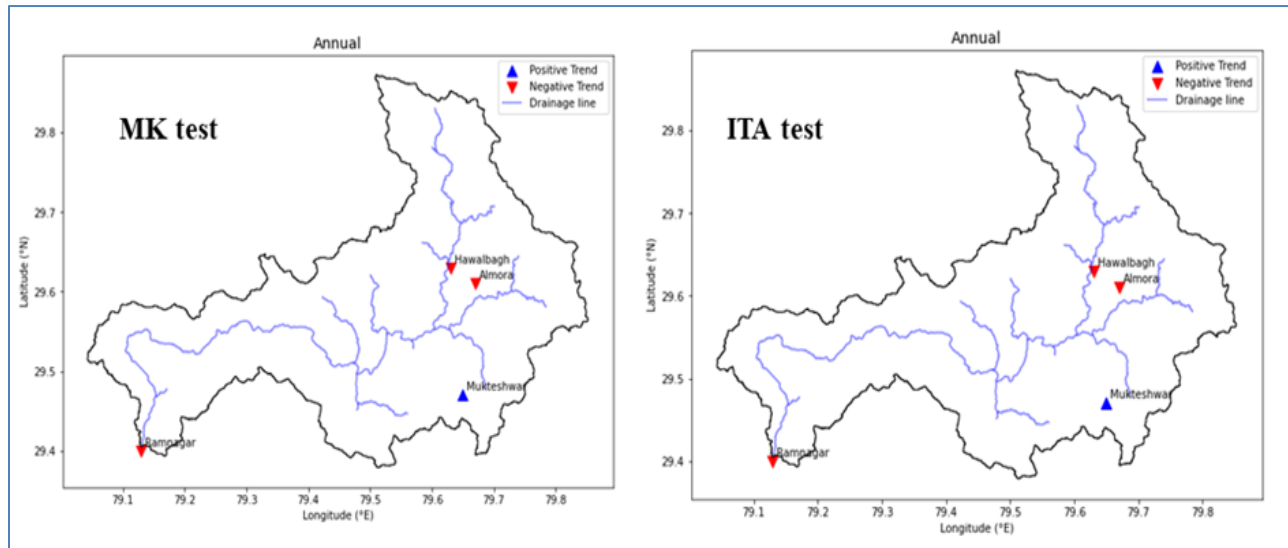 Annual
Positive Trend
Negative Trend
Drainage line
MK test
29.8
29.7
29.6
29.5
29.4
Latitude (°N)
Hawalbagh
Almora
Mukteshwar
Ramnagar
79.1 79.2 79.3 79.4 79.5 79.6 79.7 79.8
Longitude (°E)
Annual
Positive Trend
Negative Trend
Drainage line
ITA test
29.8
29.7
29.6
29.5
29.4
Latitude (°N)
Hawalbagh
Almora
Mukteshwar
Ramnagar
79.1 79.2 79.3 79.4 79.5 79.6 79.7 79.8
Longitude (°E)